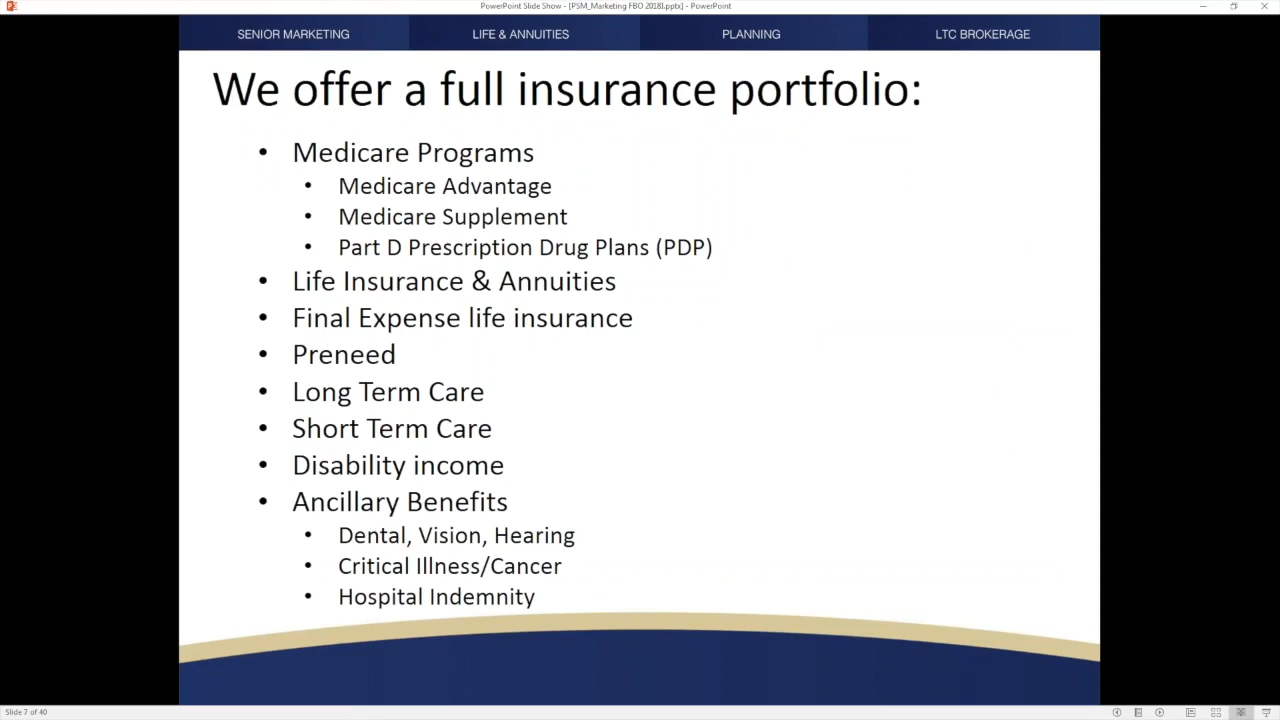 PowerPoint Slide Show - [PSM_Marketing FBO 2018J.pptx] - PowerPoint
SENIOR MARKETING
LIFE & ANNUITIES
PLANNING
LTC BROKERAGE
We offer a full insurance portfolio:
• Medicare Programs
• Medicare Advantage
• Medicare Supplement
• Part D Prescription Drug Plans (PDP)
• Life Insurance & Annuities
• Final Expense life insurance
• Preneed
• Long Term Care
• Short Term Care
• Disability income
• Ancillary Benefits
• Dental, Vision, Hearing
• Critical Illness/Cancer
• Hospital Indemnity
Slide 7 of 40